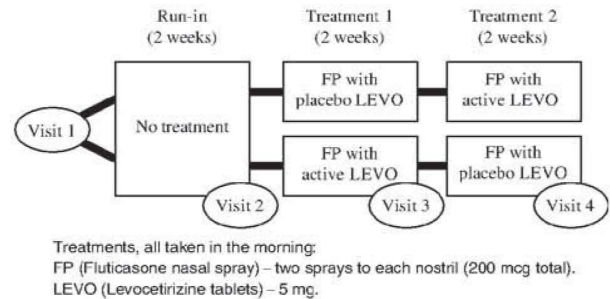 Run-in
(2 weeks)
Treatment 1
(2 weeks)
Treatment 2
(2 weeks)
Visit 1
No treatment
FP with
placebo LEVO
FP with
active LEVO
FP with
active LEVO
FP with
placebo LEVO
Visit 2
Visit 3
Visit 4
Treatments, all taken in the morning:
FP (Fluticasone nasal spray) – two sprays to each nostril (200 mcg total).
LEVO (Levocetirizine tablets) – 5 mg.